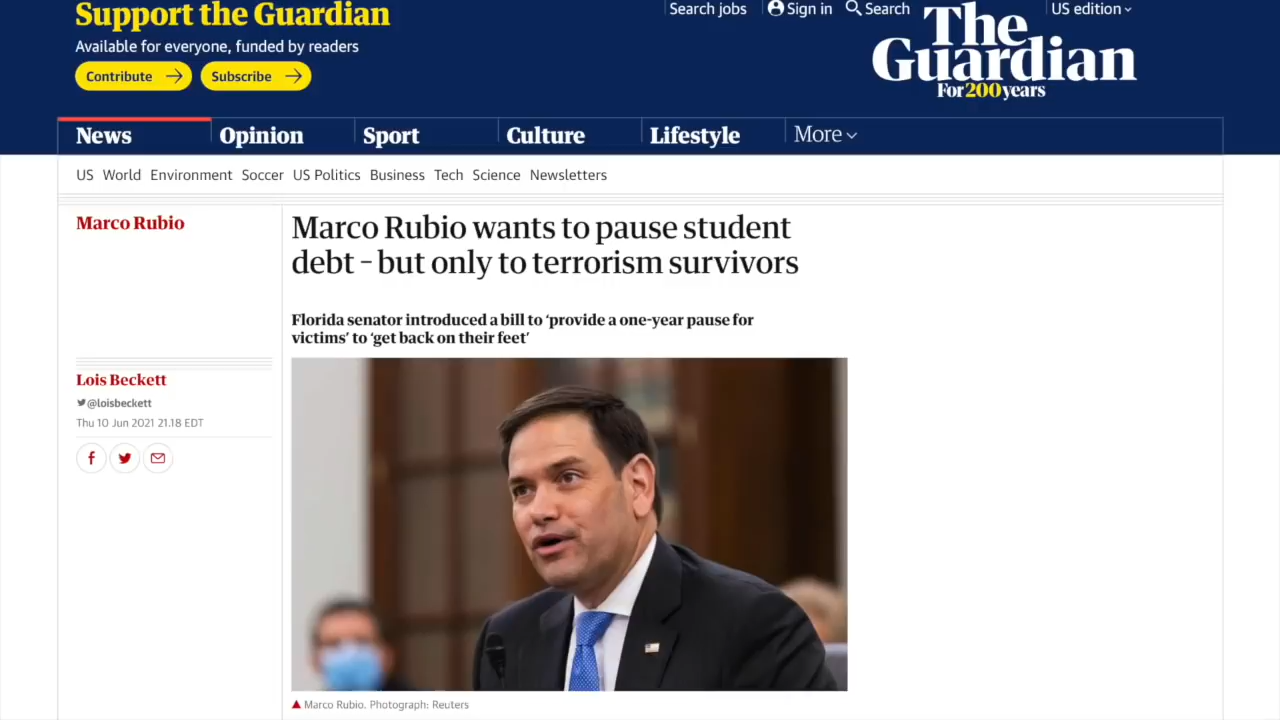 Support the Guardian
Available for everyone, funded by readers
Contribute
Subscribe
Search jobs
Sign in
Search
US edition
The
Guardian
For 200 years
News
Opinion
Sport
Culture
Lifestyle
More
US World Environment Soccer US Politics Business Tech Science Newsletters
Marco Rubio
Marco Rubio wants to pause student
debt – but only to terrorism survivors
Florida senator introduced a bill to ‘provide a one-year pause for
victims’ to ‘get back on their feet’
Lois Beckett
@loisbeckett
Thu 10 Jun 2021 21.18 EDT
Marco Rubio. Photograph: Reuters